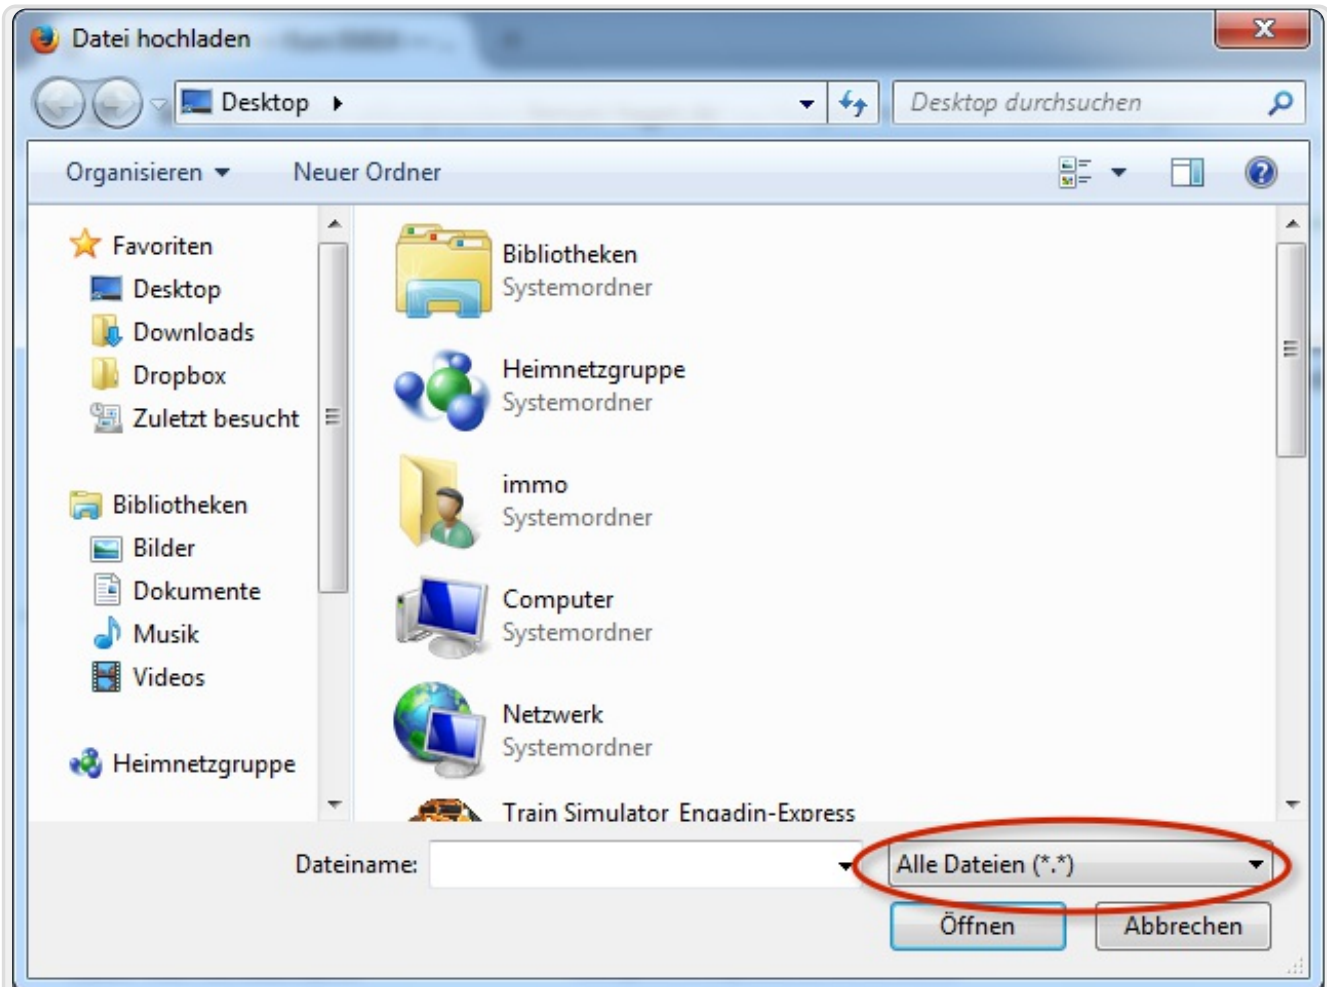 Datei hochladen
Desktop
Desktop durchsuchen
Organisieren
Neuer Ordner
Favoriten
Desktop
Downloads
Dropbox
Zuletzt besucht
Bibliotheken
Bilder
Dokumente
Musik
Videos
Heimnetzgruppe
Bibliotheken
Systemordner
Heimnetzgruppe
Systemordner
immo
Systemordner
Computer
Systemordner
Netzwerk
Systemordner
Train Simulator Engadin-Express
Dateiname:
Alle Dateien (*.*)
Öffnen
Abbrechen